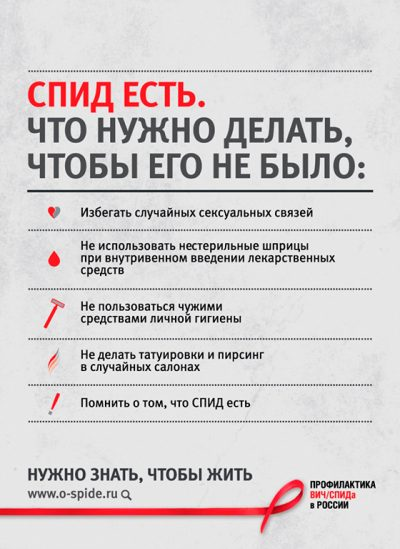 СПИД ЕСТЬ.
ЧТО НУЖНО ДЕЛАТЬ,
ЧТОБЫ ЕГО НЕ БЫЛО:
Избегать случайных сексуальных связей
Не использовать нестерильные шприцы
при внутривенном введении лекарственных
средств
Не пользоваться чужими
средствами личной гигиены
Не делать татуировки и пирсинг
в случайных салонах
Помнить о том, что СПИД есть
НУЖНО ЗНАТЬ, ЧТОБЫ ЖИТЬ
www.o-spide.ru
ПРОФИЛАКТИКА
ВИЧ/СПИДа
в РОССИИ